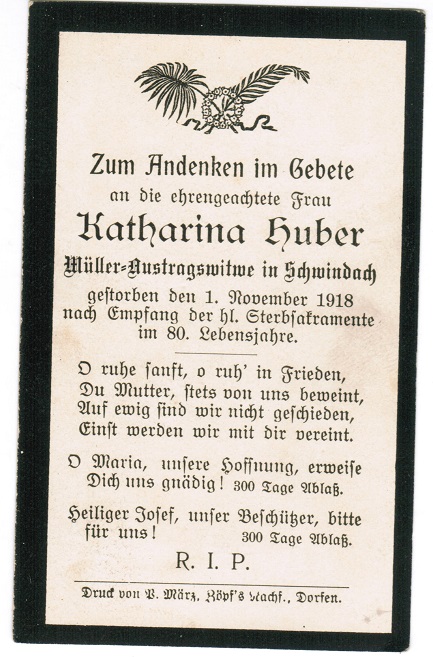 Zum Andenken im Gebete
an die ehrengeachtete Frau
Katharina Huber
Müller=Austragswitwe in Schwindach
gestorben den 1. November 1918
nach Empfang der hl. Sterbsakramente
im 80. Lebensjahre.
O ruhe sanft, o ruh' in Frieden,
Du Mutter, stets von uns beweint,
Auf ewig sind wir nicht geschieden,
Einst werden wir mit dir vereint.
O Maria, unsere Hoffnung, erweise
Dich uns gnädig! 300 Tage Ablaß.
Heiliger Josef, unser Beschützer, bitte
für uns! 300 Tage Ablaß.
R. I. P.
Druck von P. März, Köpf's Nachf., Dorfen.